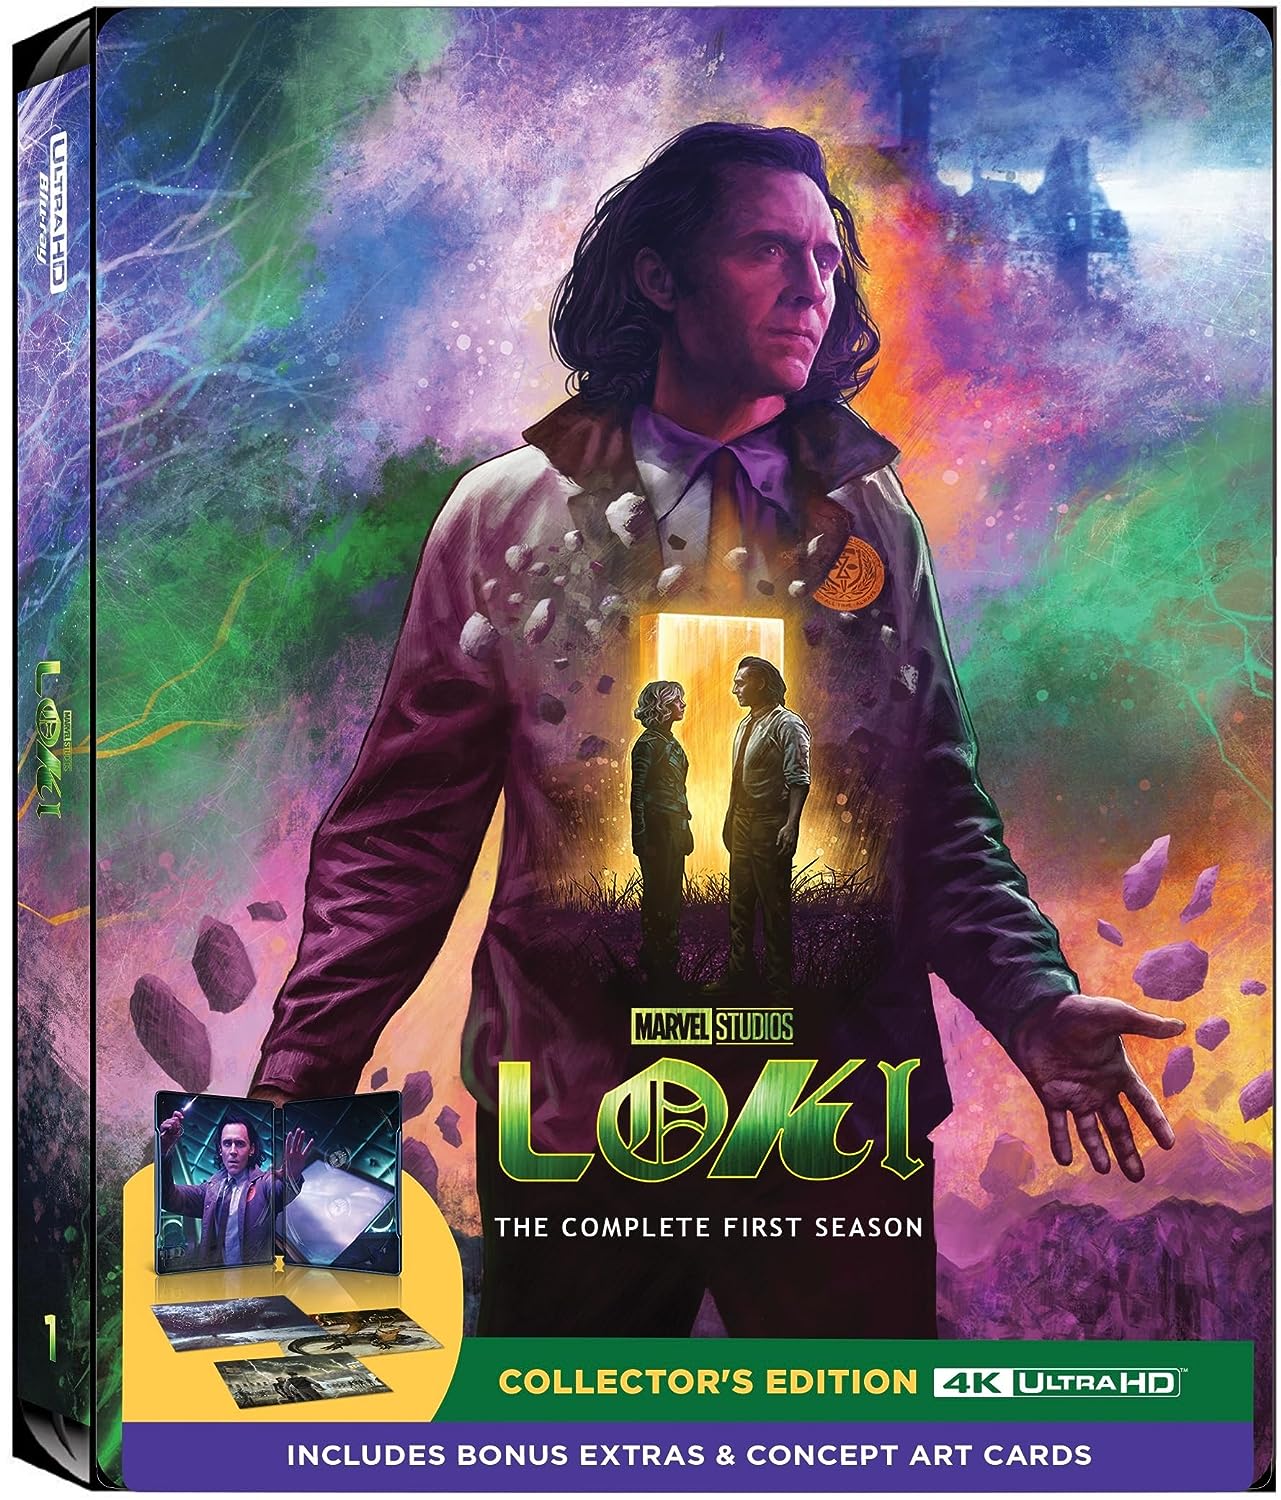 ULTRA HD
Blu-ray
MARVEL STUDIOS
LOKI
1
MARVEL STUDIOS
LOKI
THE COMPLETE FIRST SEASON
COLLECTOR'S EDITION 4K ULTRA HD™
INCLUDES BONUS EXTRAS & CONCEPT ART CARDS